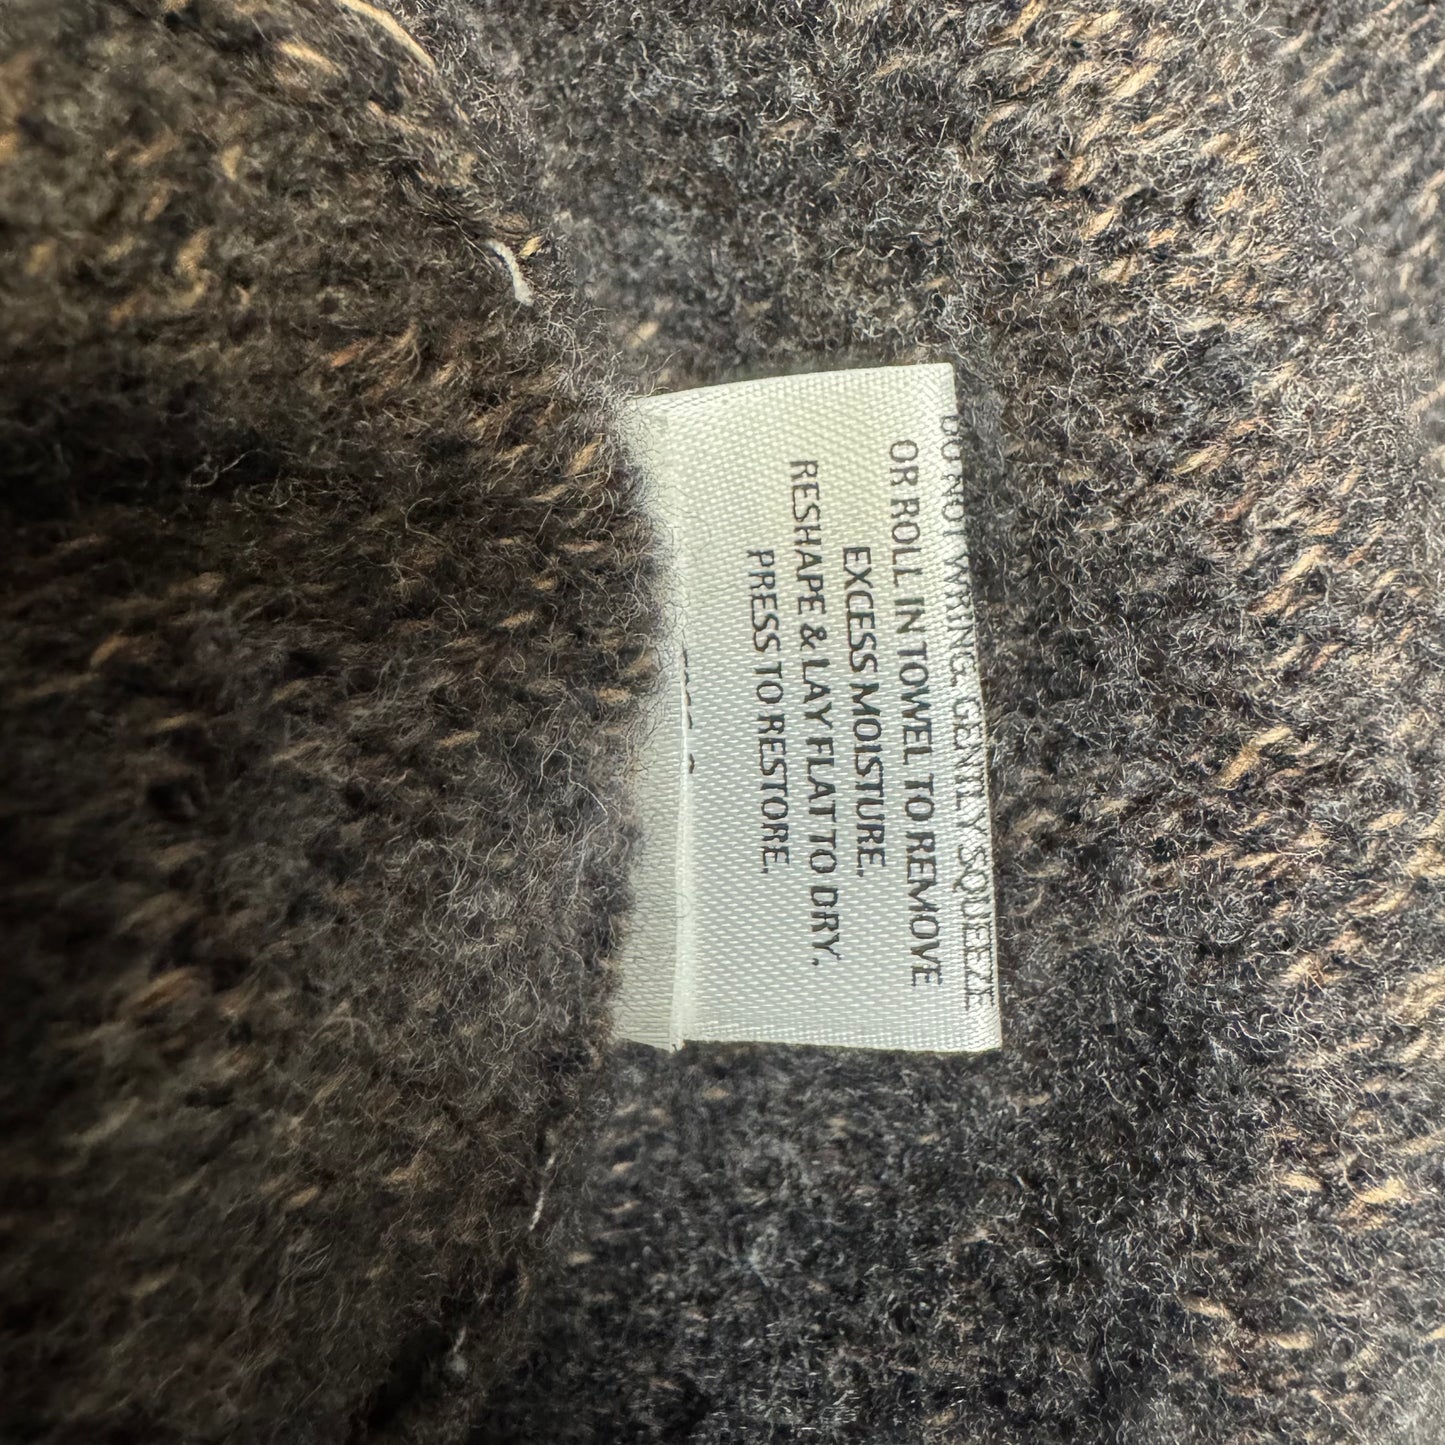 DO NOT WRING. GENTLY SQUEEZE
OR ROLL IN TOWEL TO REMOVE
EXCESS MOISTURE.
RESHAPE & LAY FLAT TO DRY.
PRESS TO RESTORE.